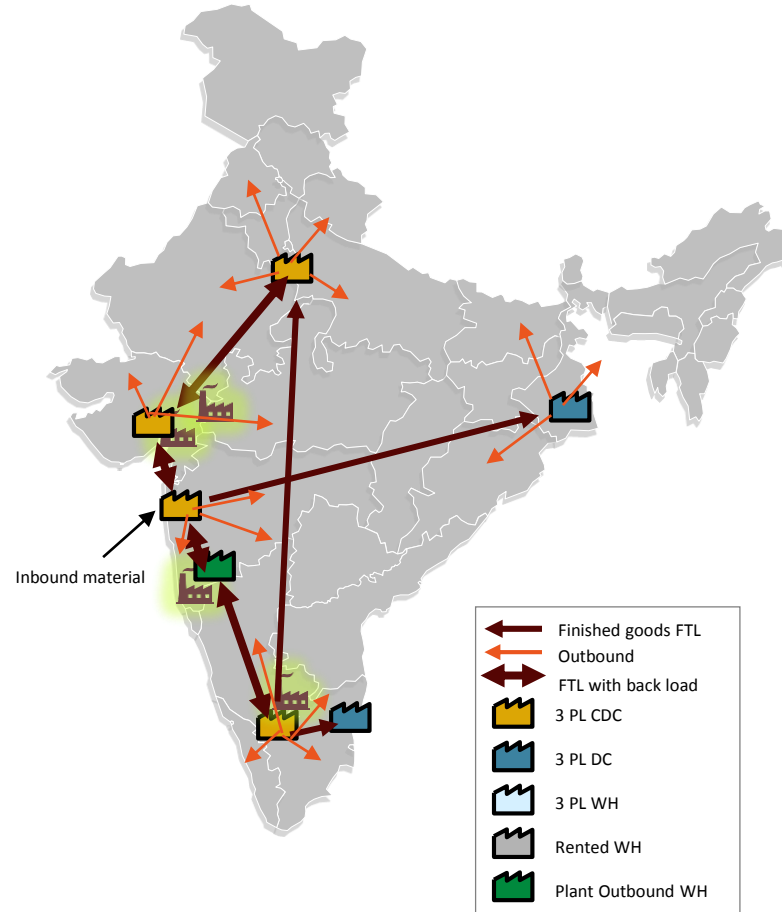 Inbound material
Finished goods FTL
Outbound
FTL with back load
3 PL CDC
3 PL DC
3 PL WH
Rented WH
Plant Outbound WH